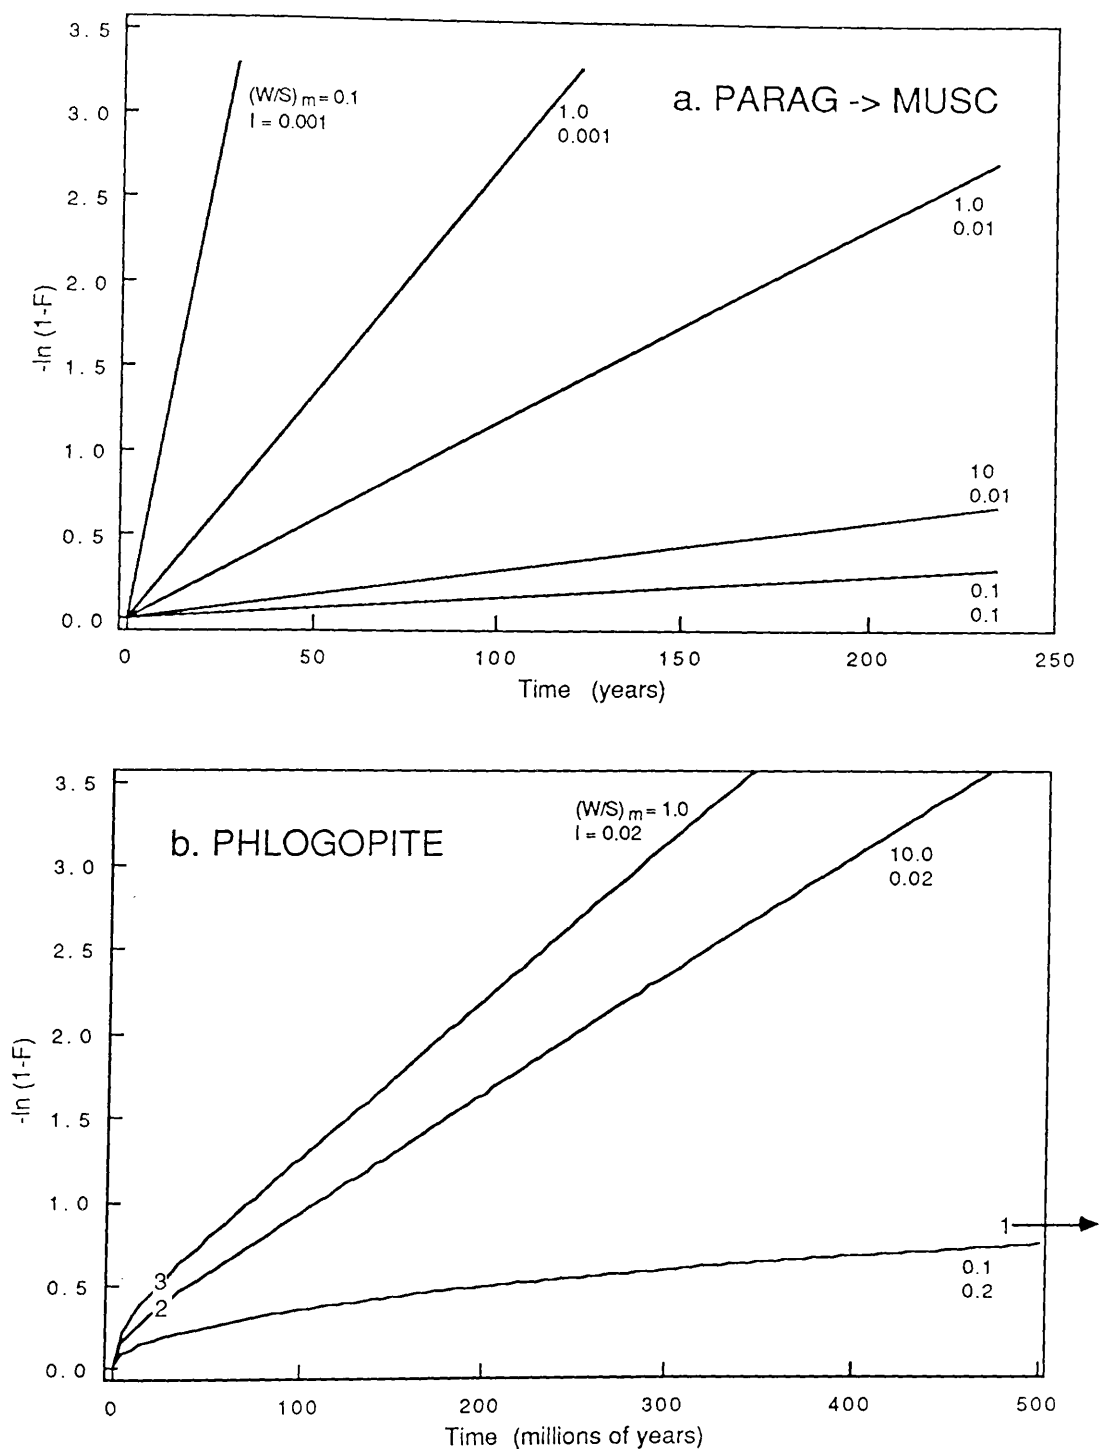 3.5
3.0
2.5
2.0
1.5
1.0
0.5
0.0
-ln (1-F)
(W/S) m = 0.1
I = 0.001
1.0
0.001
a. PARAG -> MUSC
1.0
0.01
10
0.01
0.1
0.1
0 50 100 150 200 250
Time (years)
3.5
3.0
2.5
2.0
1.5
1.0
0.5
0.0
-ln (1-F)
b. PHLOGOPITE
(W/S) m = 1.0
I = 0.02
10.0
0.02
1
0.1
0.2
3
2
0 100 200 300 400 500
Time (millions of years)